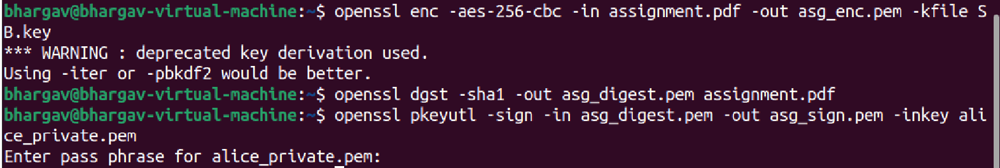 bhargav@bhargav-virtual-machine:~$ openssl enc -aes-256-cbc -in assignment.pdf -out asg_enc.pem -kfile S
B.key
*** WARNING : deprecated key derivation used.
Using -iter or -pbkdf2 would be better.
bhargav@bhargav-virtual-machine:~$ openssl dgst -sha1 -out asg_digest.pem assignment.pdf
bhargav@bhargav-virtual-machine:~$ openssl pkeyutl -sign -in asg_digest.pem -out asg_sign.pem -inkey ali
ce_private.pem
Enter pass phrase for alice_private.pem: